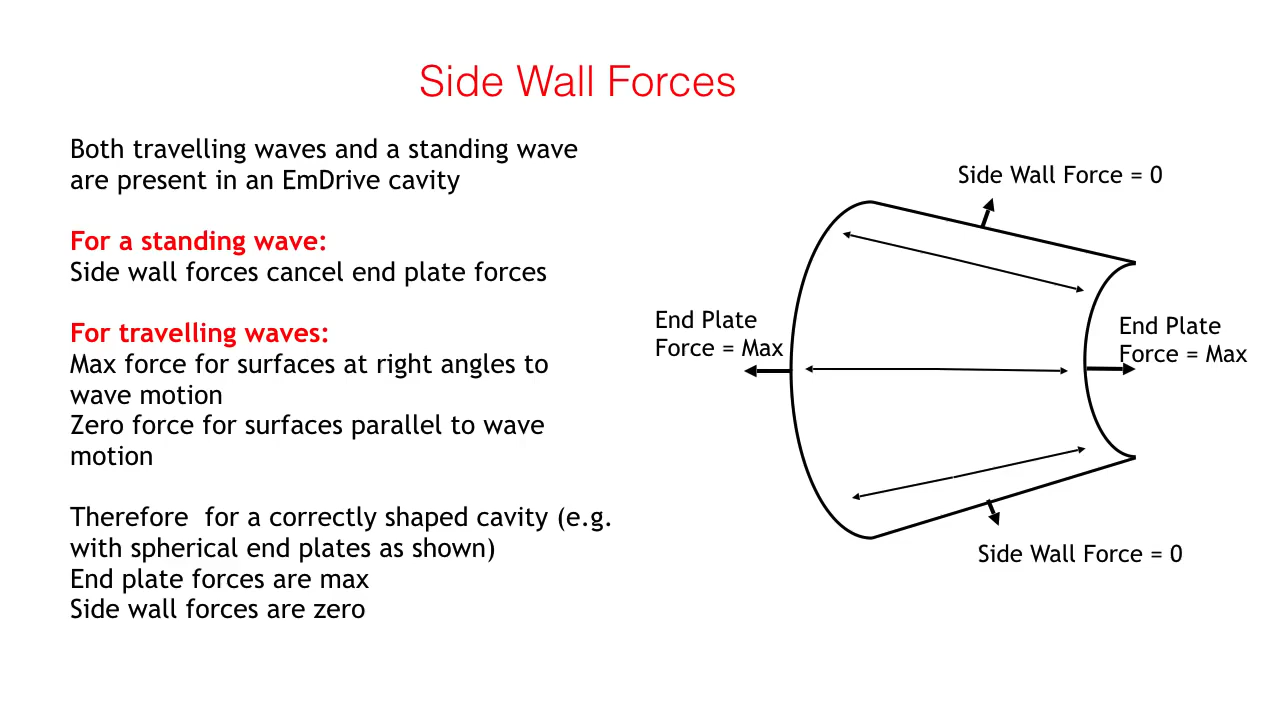 Side Wall Forces
Both travelling waves and a standing wave
are present in an EmDrive cavity
For a standing wave:
Side wall forces cancel end plate forces
For travelling waves:
Max force for surfaces at right angles to
wave motion
Zero force for surfaces parallel to wave
motion
Therefore  for a correctly shaped cavity (e.g.
with spherical end plates as shown)
End plate forces are max
Side wall forces are zero
Side Wall Force = 0
End Plate
Force = Max
End Plate
Force = Max
Side Wall Force = 0